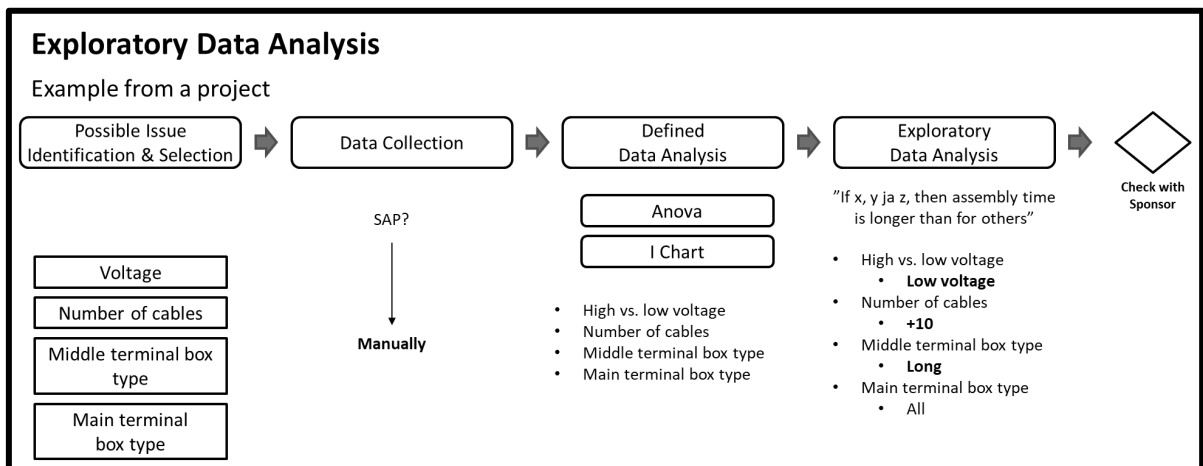 Exploratory Data Analysis
Example from a project
Possible Issue
Identification & Selection
Data Collection
Defined
Data Analysis
Exploratory
Data Analysis
Check with
Sponsor
Voltage
Number of cables
Middle terminal box
type
Main terminal
box type
SAP?
Manually
Anova
I Chart
• High vs. low voltage
• Number of cables
• Middle terminal box type
• Main terminal box type
”If x, y ja z, then assembly time
is longer than for others”
• High vs. low voltage
• Low voltage
• Number of cables
• +10
• Middle terminal box type
• Long
• Main terminal box type
• All